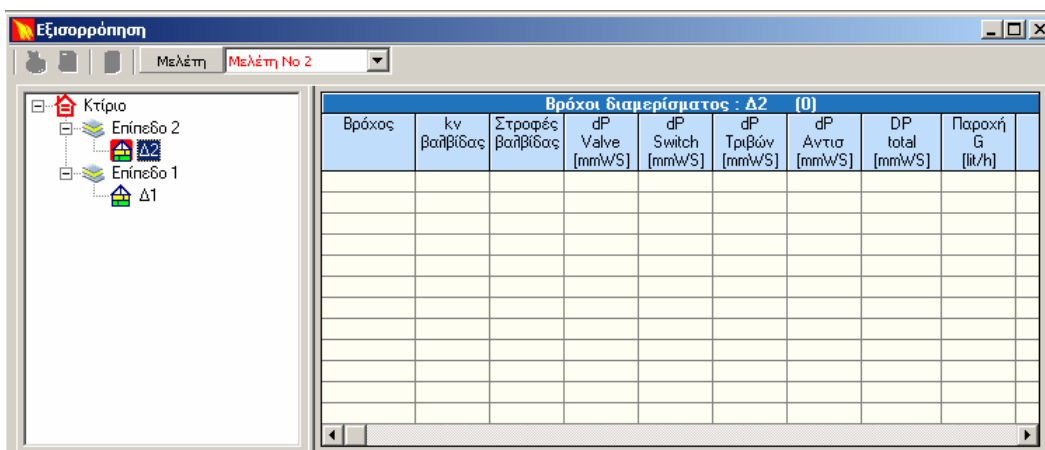 Εξισορρόπηση
Μελέτη Μελέτη Νο 2
Κτίριο
Επίπεδο 2
Δ2
Επίπεδο 1
Δ1
Βρόχοι διαμερίσματος : Δ2 (0)
Βρόχος kv Στροφές dP dP dP dP DP Παροχή
βαλβίδας βαλβίδας Valve Switch Τριβών Αντισ total G
[mmWS] [mmWS] [mmWS] [mmWS] [mmWS] [lit/h]